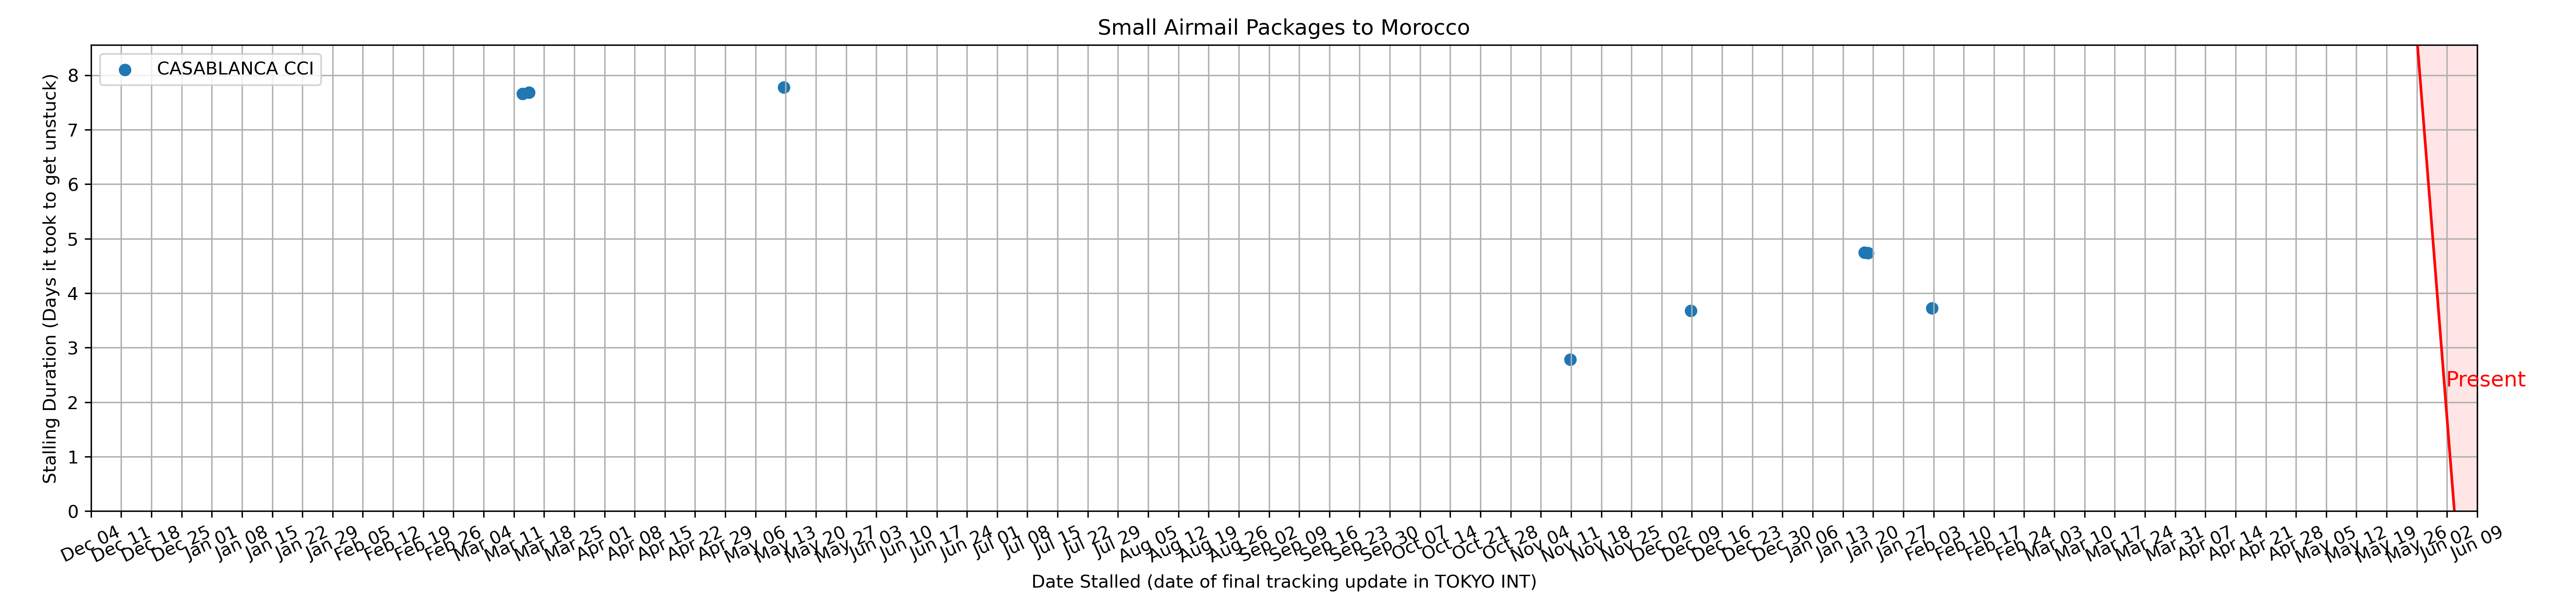 Small Airmail Packages to Morocco
CASABLANCA CCI
Stalling Duration (Days it took to get unstuck)
8
7
6
5
4
3
2
1
0
Present
Dec 04
Dec 11
Dec 18
Dec 25
Jan 01
Jan 08
Jan 15
Jan 22
Jan 29
Feb 05
Feb 12
Feb 19
Feb 26
Mar 04
Mar 11
Mar 18
Mar 25
Apr 01
Apr 08
Apr 15
Apr 22
Apr 29
May 06
May 13
May 20
May 27
Jun 03
Jun 10
Jun 17
Jun 24
Jul 01
Jul 08
Jul 15
Jul 22
Jul 29
Aug 05
Aug 12
Aug 19
Aug 26
Sep 02
Sep 09
Sep 16
Sep 23
Sep 30
Oct 07
Oct 14
Oct 21
Oct 28
Nov 04
Nov 11
Nov 18
Nov 25
Dec 02
Dec 09
Dec 16
Dec 23
Dec 30
Jan 06
Jan 13
Jan 20
Jan 27
Feb 03
Feb 10
Feb 17
Feb 24
Mar 03
Mar 10
Mar 17
Mar 24
Mar 31
Apr 07
Apr 14
Apr 21
Apr 28
May 05
May 12
May 19
May 26
Jun 02
Jun 09
Date Stalled (date of final tracking update in TOKYO INT)